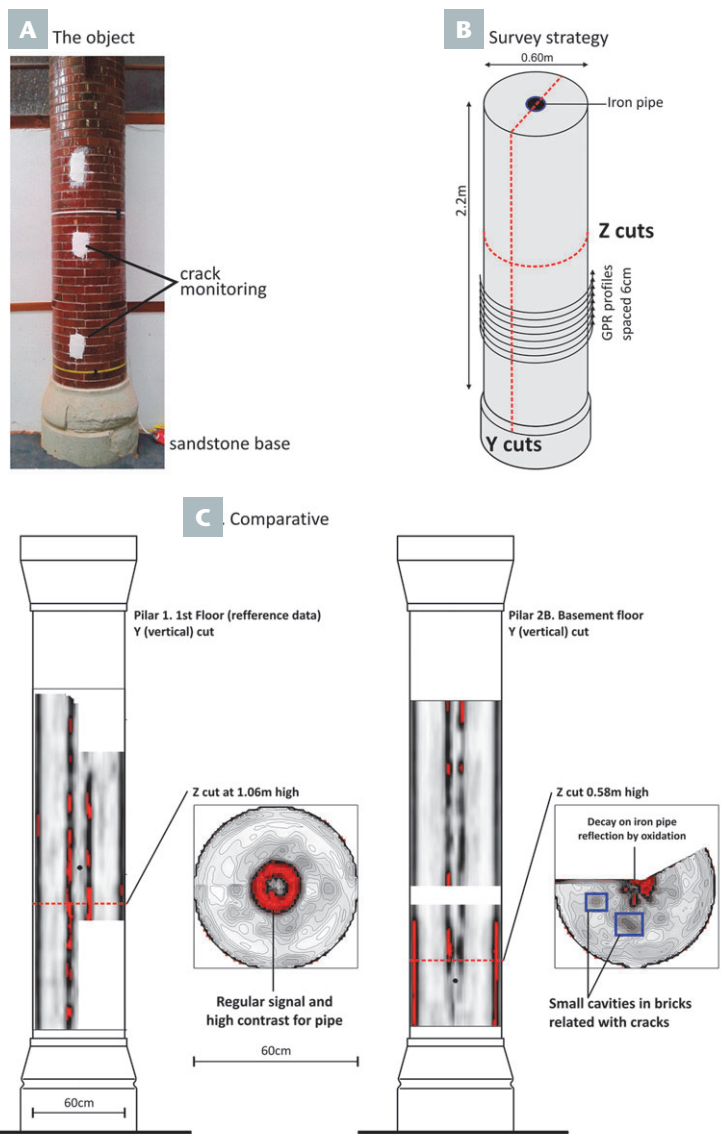 A The object
crack
monitoring
sandstone base
B Survey strategy
0.60m
Iron pipe
2.2m
Z cuts
GPR profiles
spaced 6cm
Y cuts
C . Comparative
Pilar 1. 1st Floor (refference data)
Y (vertical) cut
Z cut at 1.06m high
Regular signal and
high contrast for pipe
60cm
60cm
Pilar 2B. Basement floor
Y (vertical) cut
Z cut 0.58m high
Decay on iron pipe
reflection by oxidation
Small cavities in bricks
related with cracks